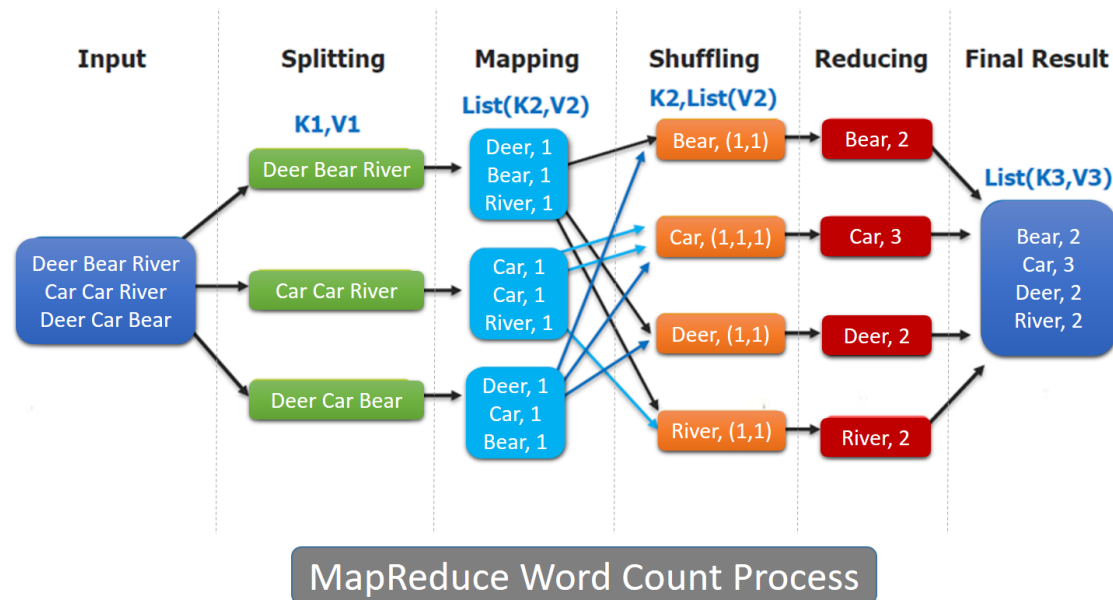 Input
Splitting
Mapping
Shuffling
Reducing
Final Result
K1,V1
List(K2,V2)
K2,List(V2)
List(K3,V3)
Deer Bear River
Car Car River
Deer Car Bear
Deer Bear River
Car Car River
Deer Car Bear
Deer, 1
Bear, 1
River, 1
Car, 1
Car, 1
River, 1
Deer, 1
Car, 1
Bear, 1
Bear, (1,1)
Car, (1,1,1)
Deer, (1,1)
River, (1,1)
Bear, 2
Car, 3
Deer, 2
River, 2
Bear, 2
Car, 3
Deer, 2
River, 2
MapReduce Word Count Process